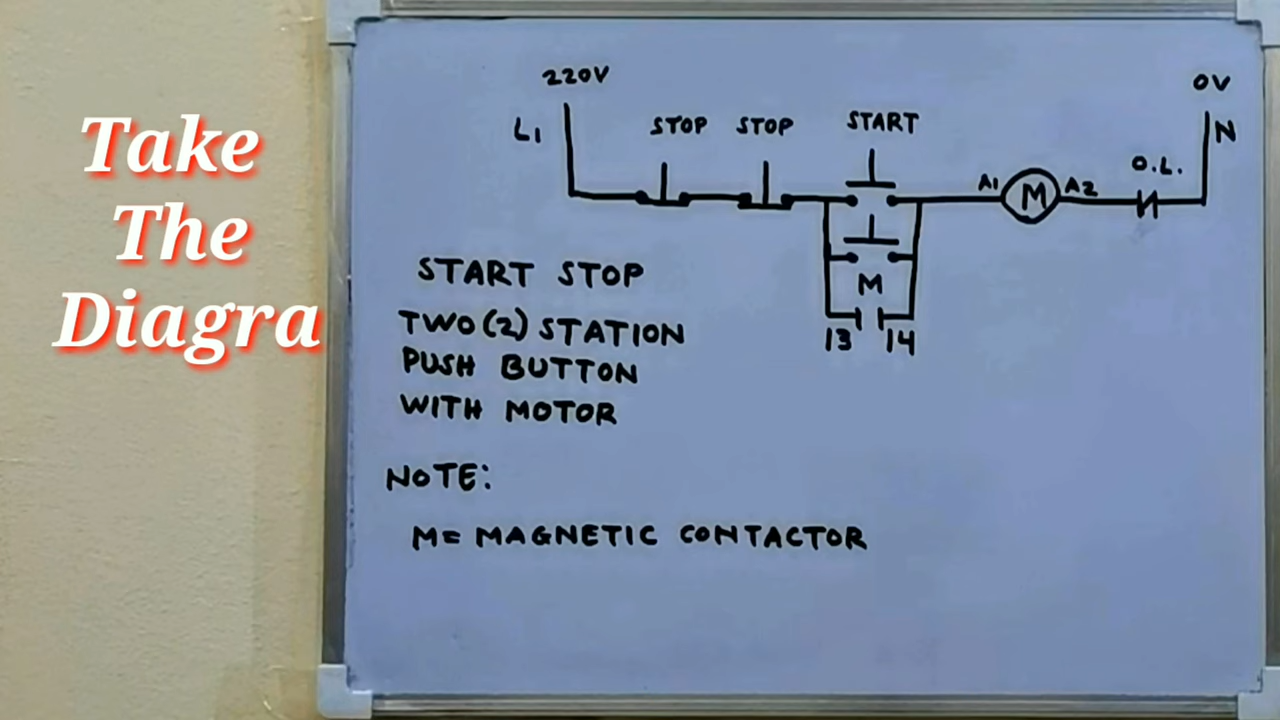 Take
The
Diagra
220V
0V
L1
STOP
STOP
START
N
O.L.
A1
M
A2
M
13
14
START STOP
TWO(2) STATION
PUSH BUTTON
WITH MOTOR
NOTE:
M= MAGNETIC CONTACTOR